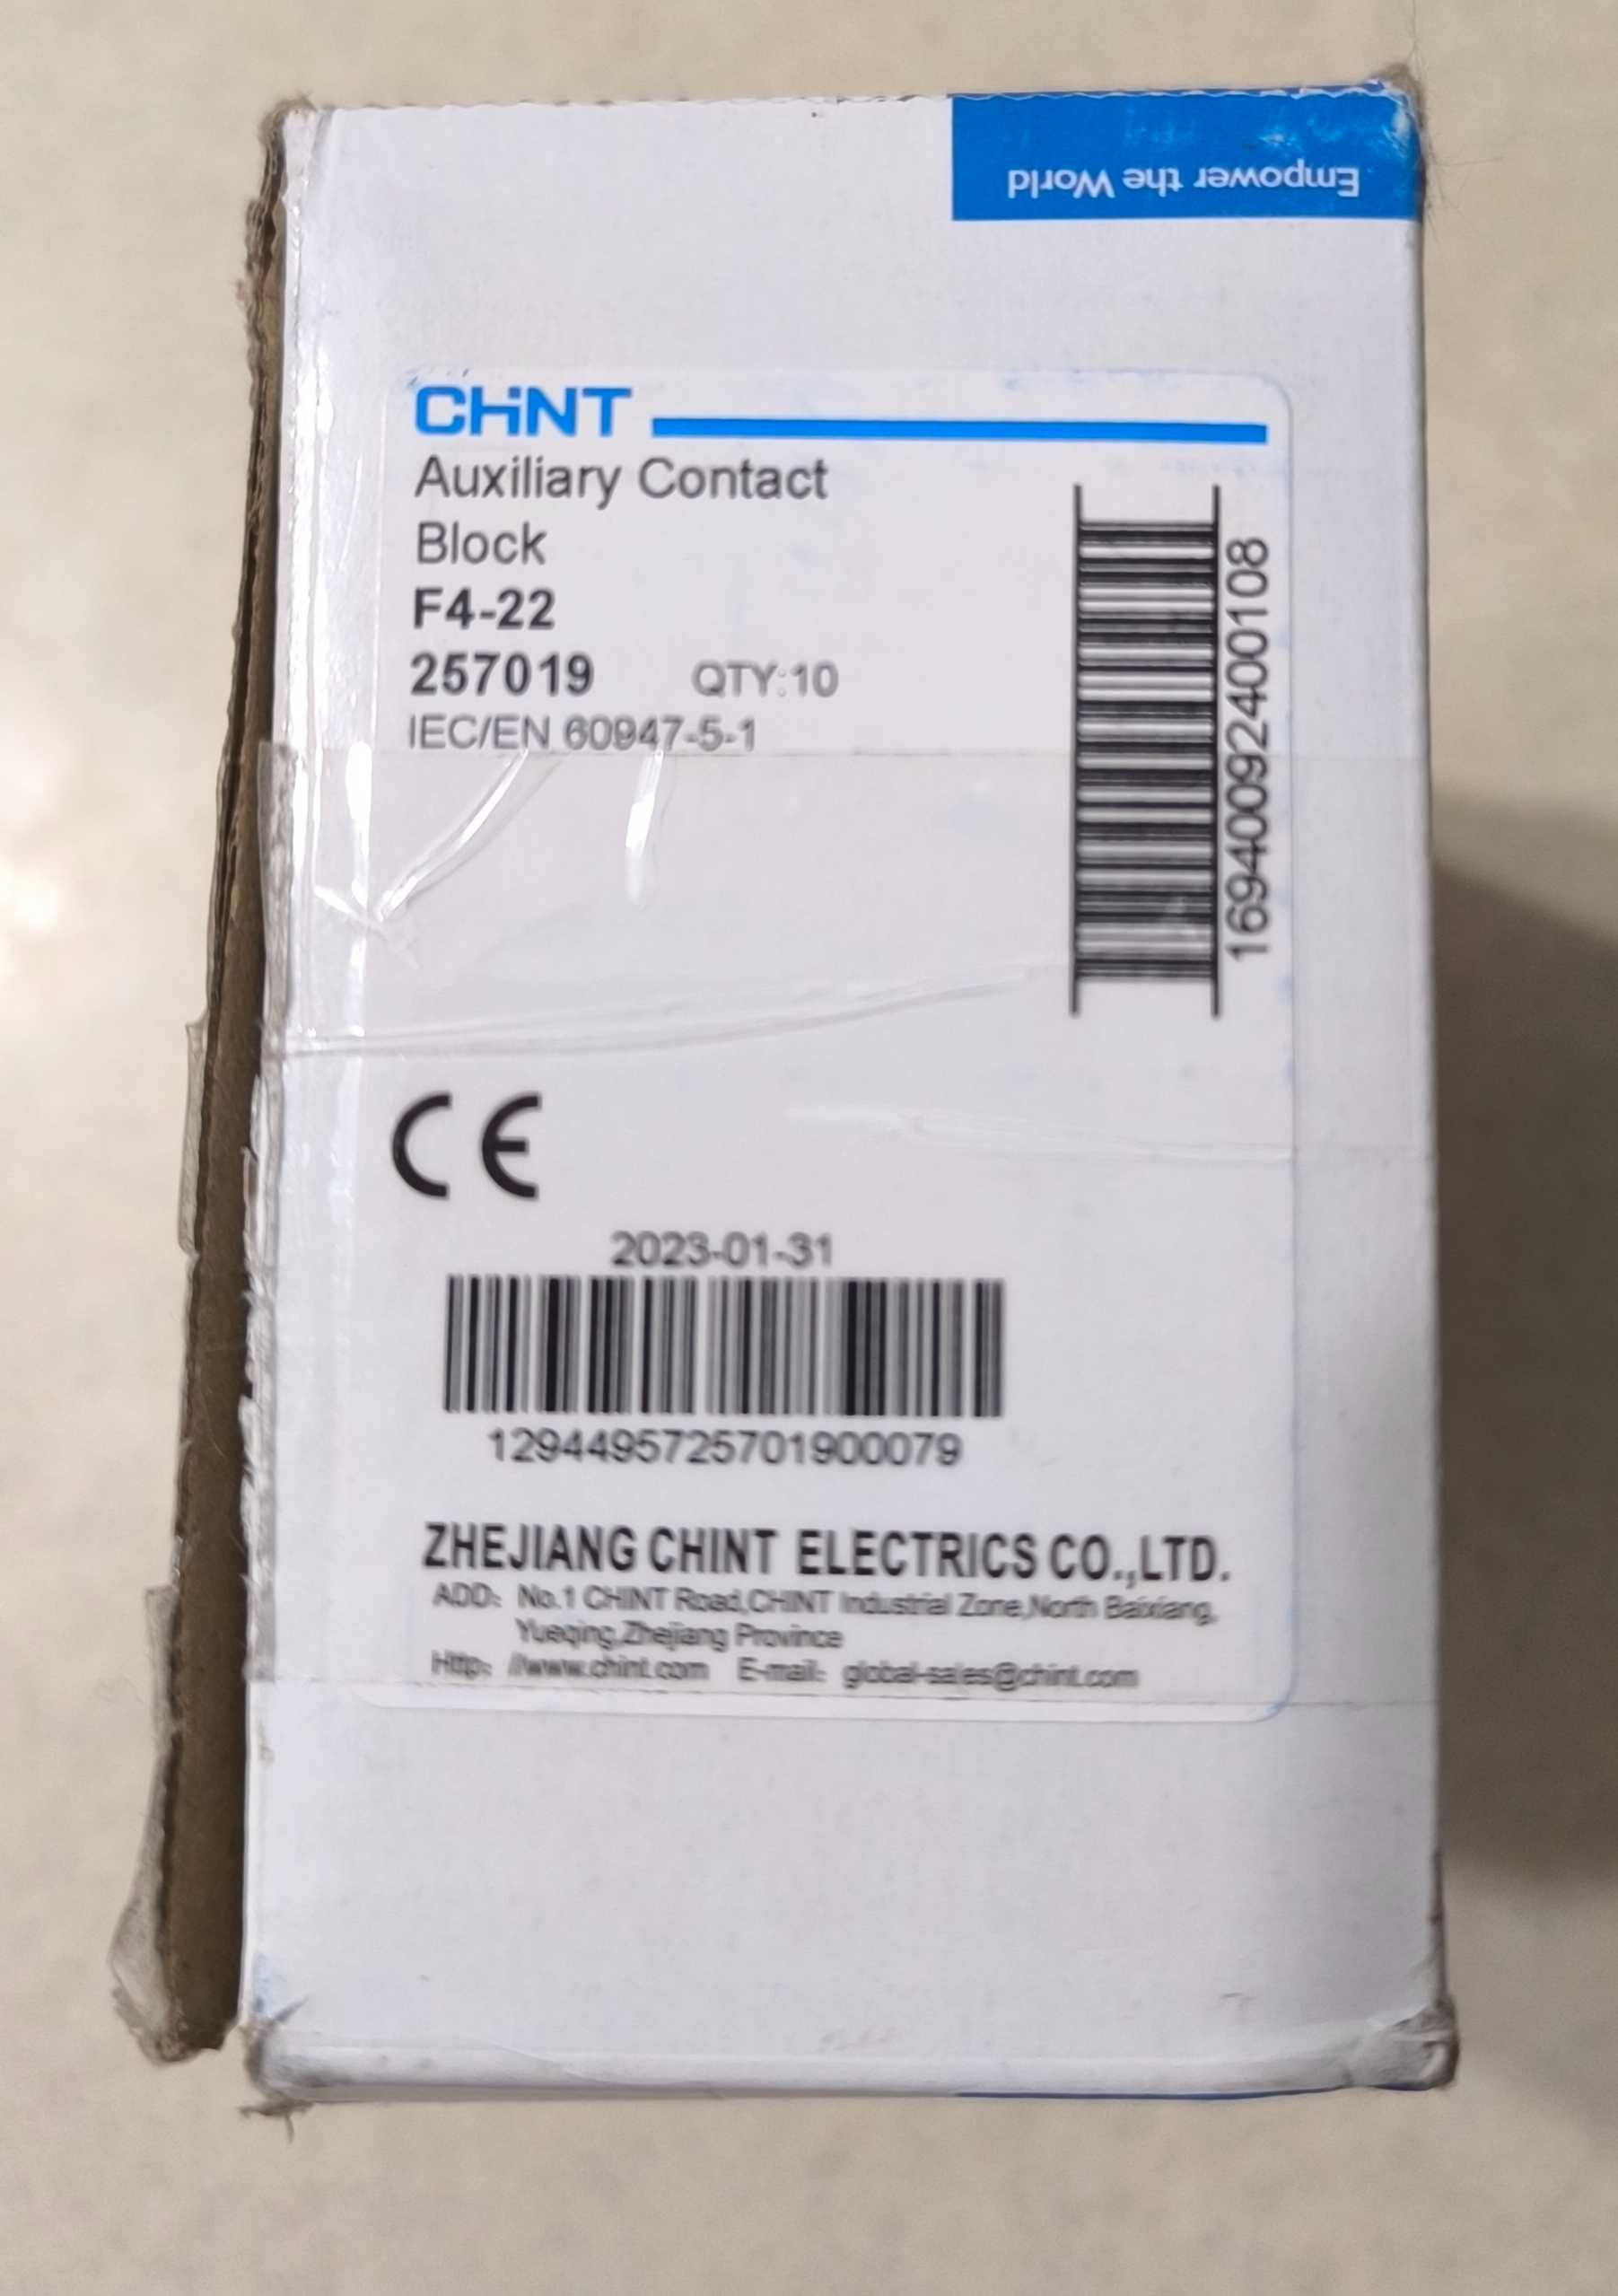 Empower the World
CHINT
Auxiliary Contact
Block
F4-22
257019 QTY:10
IEC/EN 60947-5-1
16940092400108
CE
2023-01-31
1294495725701900079
ZHEJIANG CHINT ELECTRICS CO.,LTD.
ADD: No.1 CHINT Road,CHINT Industrial Zone,North Baixiang,
Yueqing,Zhejiang Province
Http: //www.chint.com E-mail: global-sales@chint.com